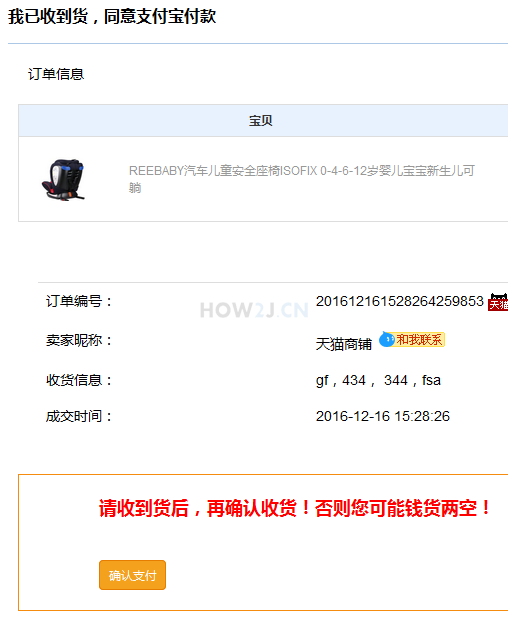 我已收到货，同意支付宝付款
订单信息
宝贝
REEBABY汽车儿童安全座椅ISOFIX 0-4-6-12岁婴儿宝宝新生儿可
躺
订单编号： 201612161528264259853 天猫
HOW2J.CN
卖家昵称： 天猫商铺 和我联系
收货信息： gf，434， 344，fsa
成交时间： 2016-12-16 15:28:26
请收到货后，再确认收货！否则您可能钱货两空！
确认支付